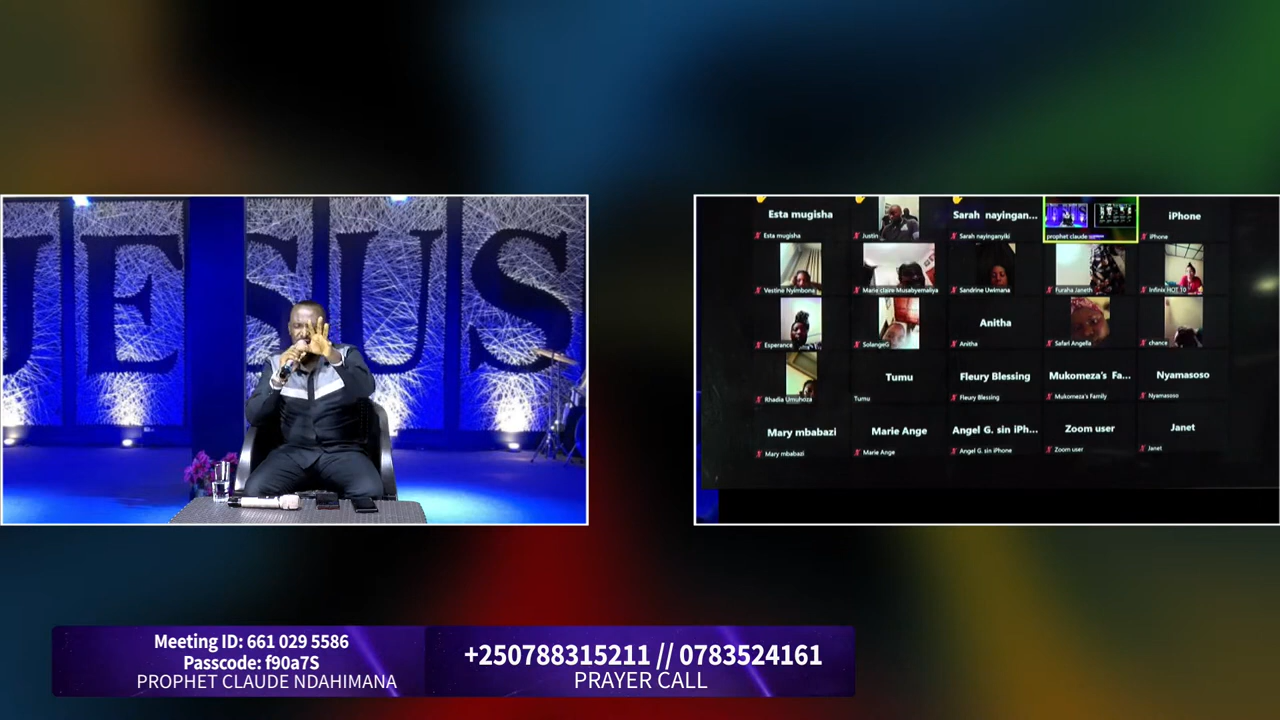 JESUS
Esta mugisha
Sarah nayingan...
iPhone
Esta mugisha
Justin
Sarah nayinganyiki
prophet claude
iPhone
Vestine Nyimbona
Marie claire Musabyemaliya
Sandrine Uwimana
Furaha Janeth
Infinix HOT 10
Anitha
Esperance
SolangeG
Anitha
Safari Angella
chance
Tumu
Fleury Blessing
Mukomeza's Fa...
Nyamasoso
Rhadia Umuhoza
Tumu
Fleury Blessing
Mukomeza's Family
Nyamasoso
Mary mbabazi
Marie Ange
Angel G. sin iPh...
Zoom user
Janet
Mary mbabazi
Marie Ange
Angel G. sin iPhone
Zoom user
Janet
Meeting ID: 661 029 5586
Passcode: f90a7S
PROPHET CLAUDE NDAHIMANA
+250788315211 // 0783524161
PRAYER CALL